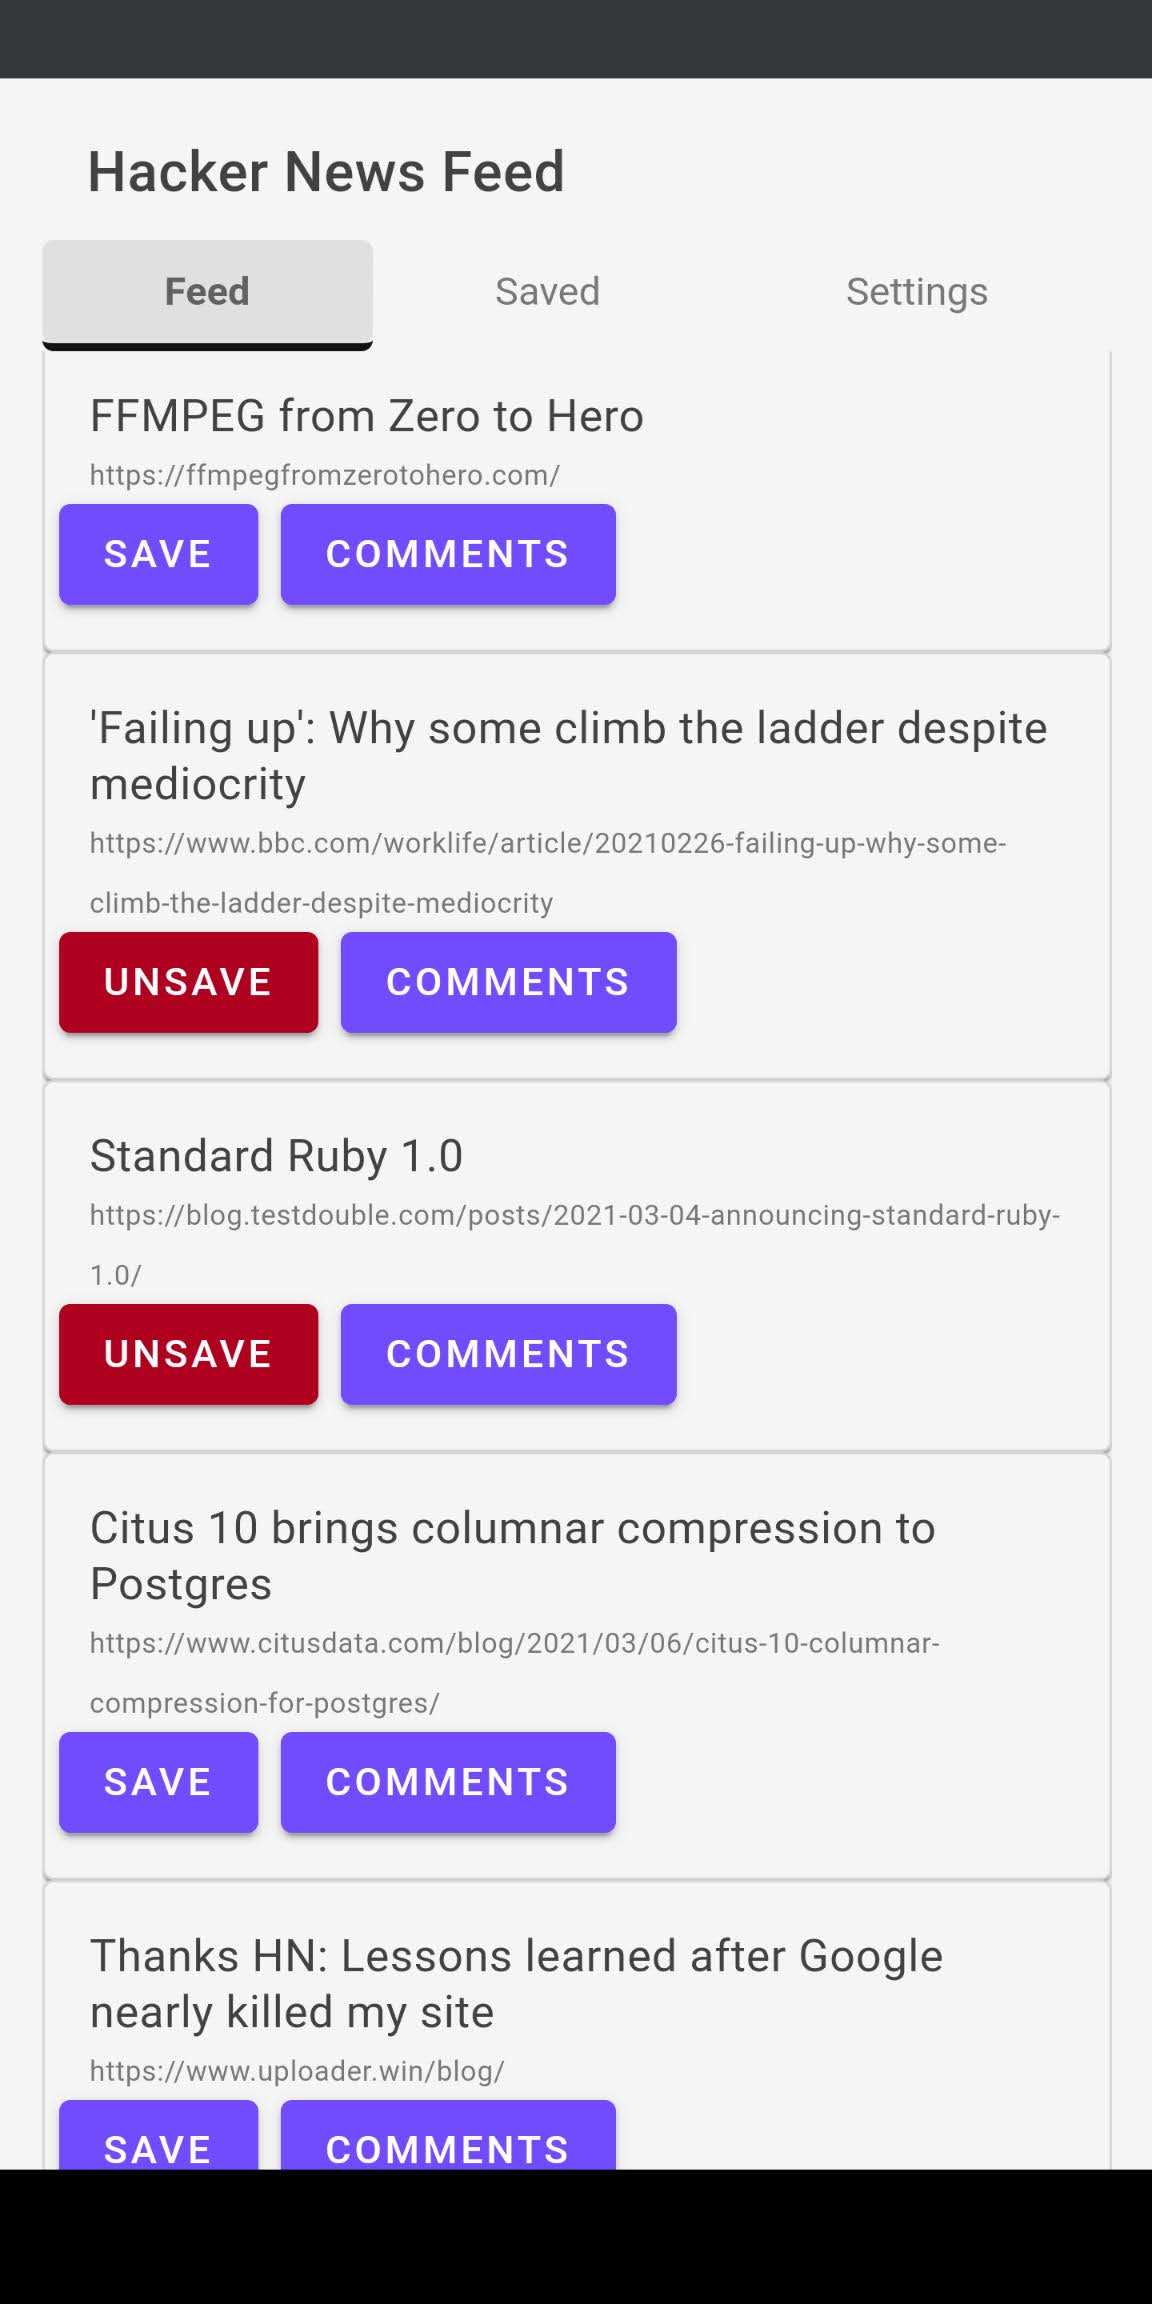 Hacker News Feed
Feed Saved Settings
FFMPEG from Zero to Hero
https://ffmpegfromzerotohero.com/
SAVE COMMENTS
'Failing up': Why some climb the ladder despite
mediocrity
https://www.bbc.com/worklife/article/20210226-failing-up-why-some-
climb-the-ladder-despite-mediocrity
UNSAVE COMMENTS
Standard Ruby 1.0
https://blog.testdouble.com/posts/2021-03-04-announcing-standard-ruby-
1.0/
UNSAVE COMMENTS
Citus 10 brings columnar compression to
Postgres
https://www.citusdata.com/blog/2021/03/06/citus-10-columnar-
compression-for-postgres/
SAVE COMMENTS
Thanks HN: Lessons learned after Google
nearly killed my site
https://www.uploader.win/blog/
SAVE COMMENTS